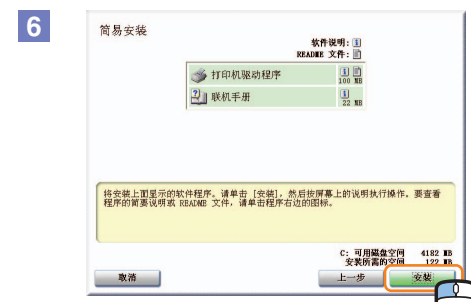 6
简易安装
软件说明:
README 文件:
打印机驱动程序
100 MB
联机手册
22 MB
将安装上面显示的软件程序。请单击 [安装]，然后按屏幕上的说明执行操作。要查看
程序的简要说明或 README 文件，请单击程序右边的图标。
C: 可用磁盘空间 4182 MB
安装所需的空间 122 MB
取消 上一步 安装